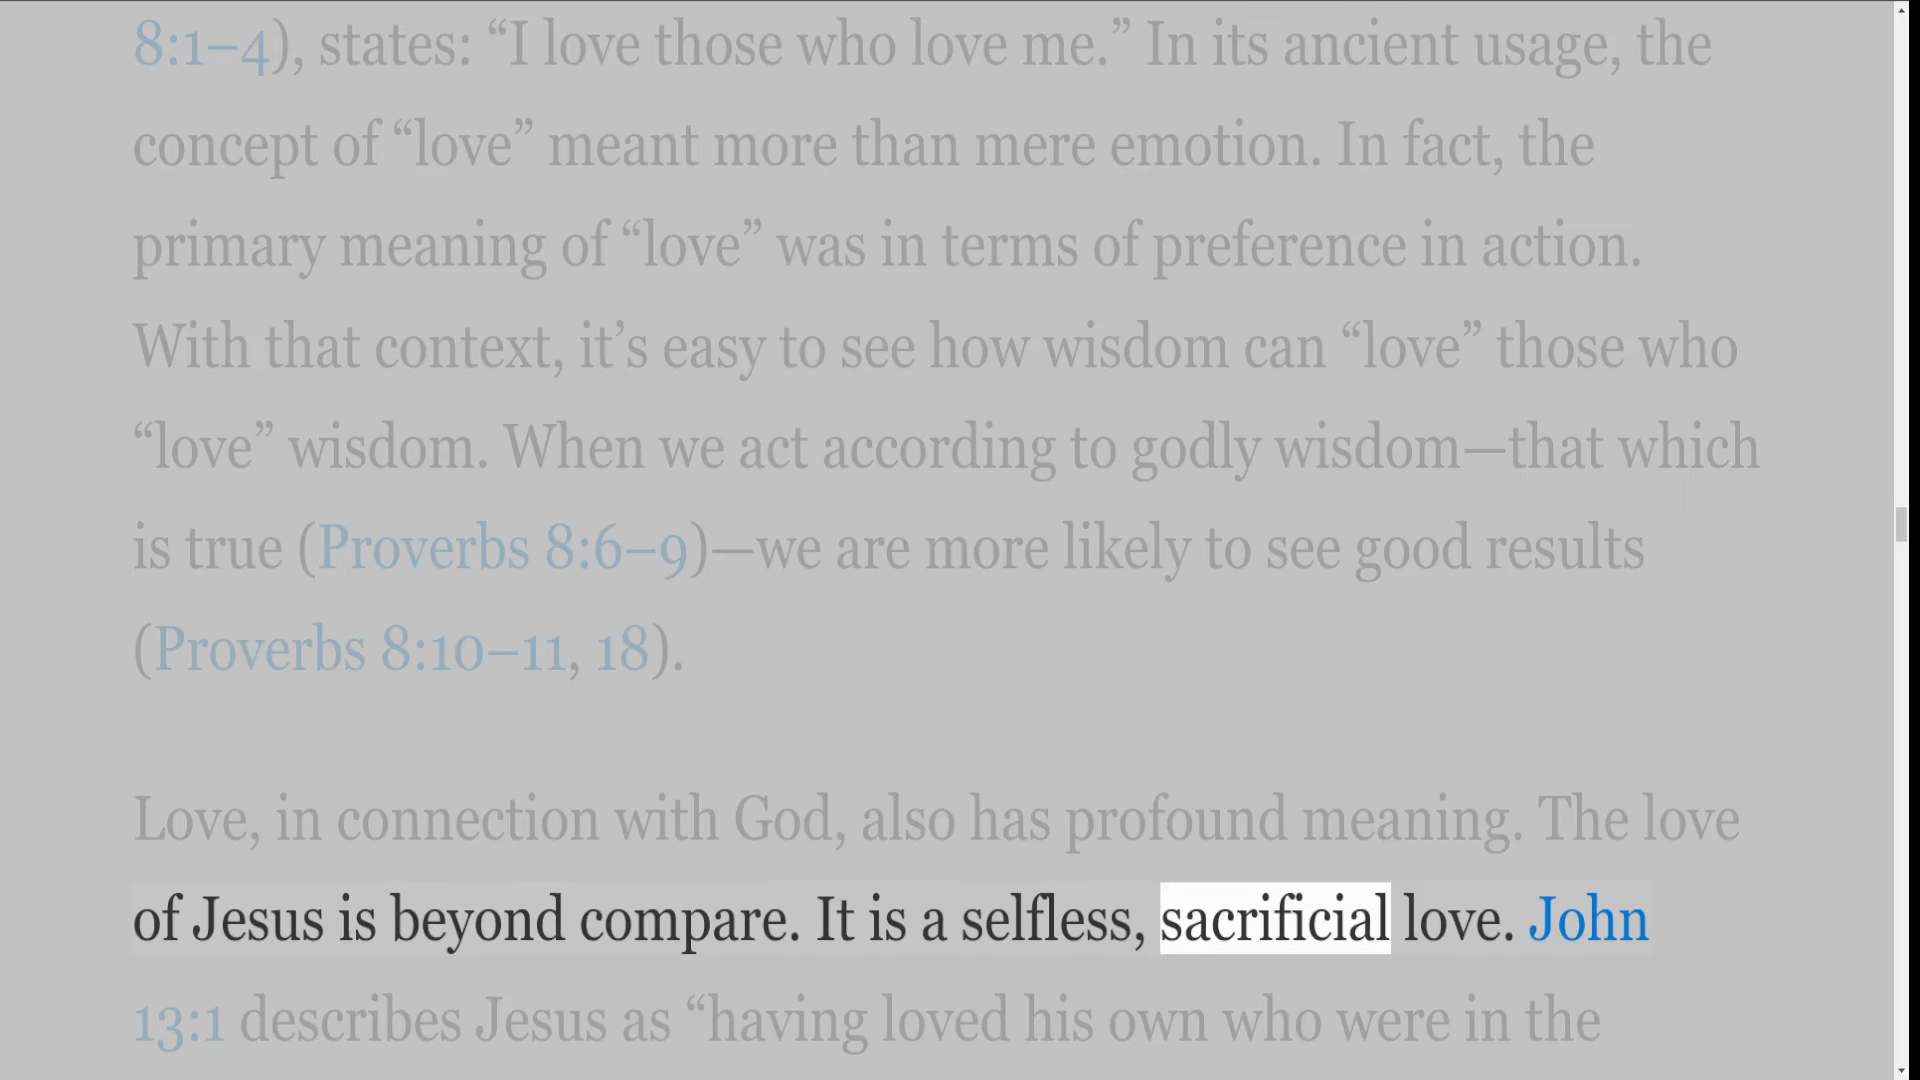 8:1–4), states: “I love those who love me.” In its ancient usage, the
concept of “love” meant more than mere emotion. In fact, the
primary meaning of “love” was in terms of preference in action.
With that context, it’s easy to see how wisdom can “love” those who
“love” wisdom. When we act according to godly wisdom—that which
is true (Proverbs 8:6–9)—we are more likely to see good results
(Proverbs 8:10–11, 18).
Love, in connection with God, also has profound meaning. The love
of Jesus is beyond compare. It is a selfless, sacrificial love. John
13:1 describes Jesus as “having loved his own who were in the